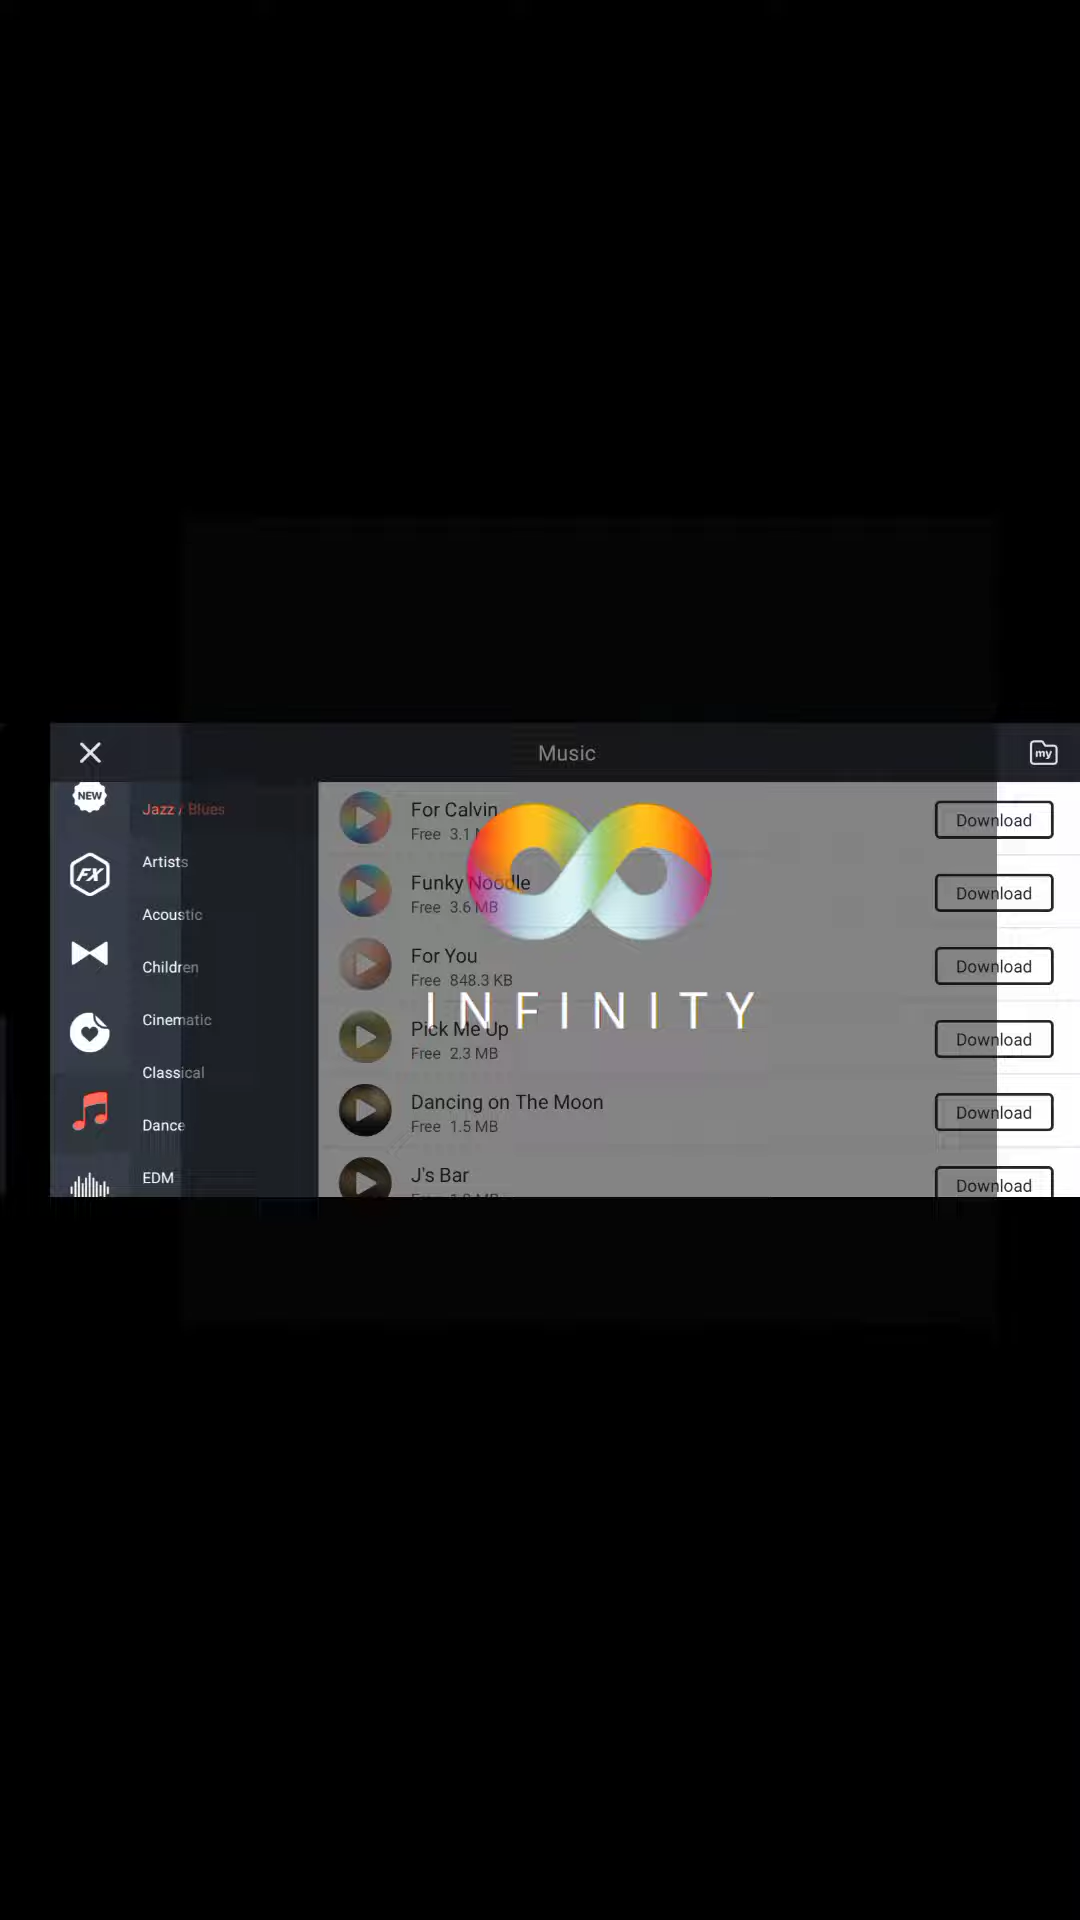 Music
my
NEW
FX
Jazz / Blues
Artists
Acoustic
Children
Cinematic
Classical
Dance
EDM
For Calvin
Free 3.1
Download
Funky Noodle
Free 3.6 MB
Download
For You
Free 848.3 KB
Download
INFINITY
Pick Me Up
Free 2.3 MB
Download
Dancing on The Moon
Free 1.5 MB
Download
J's Bar
Download